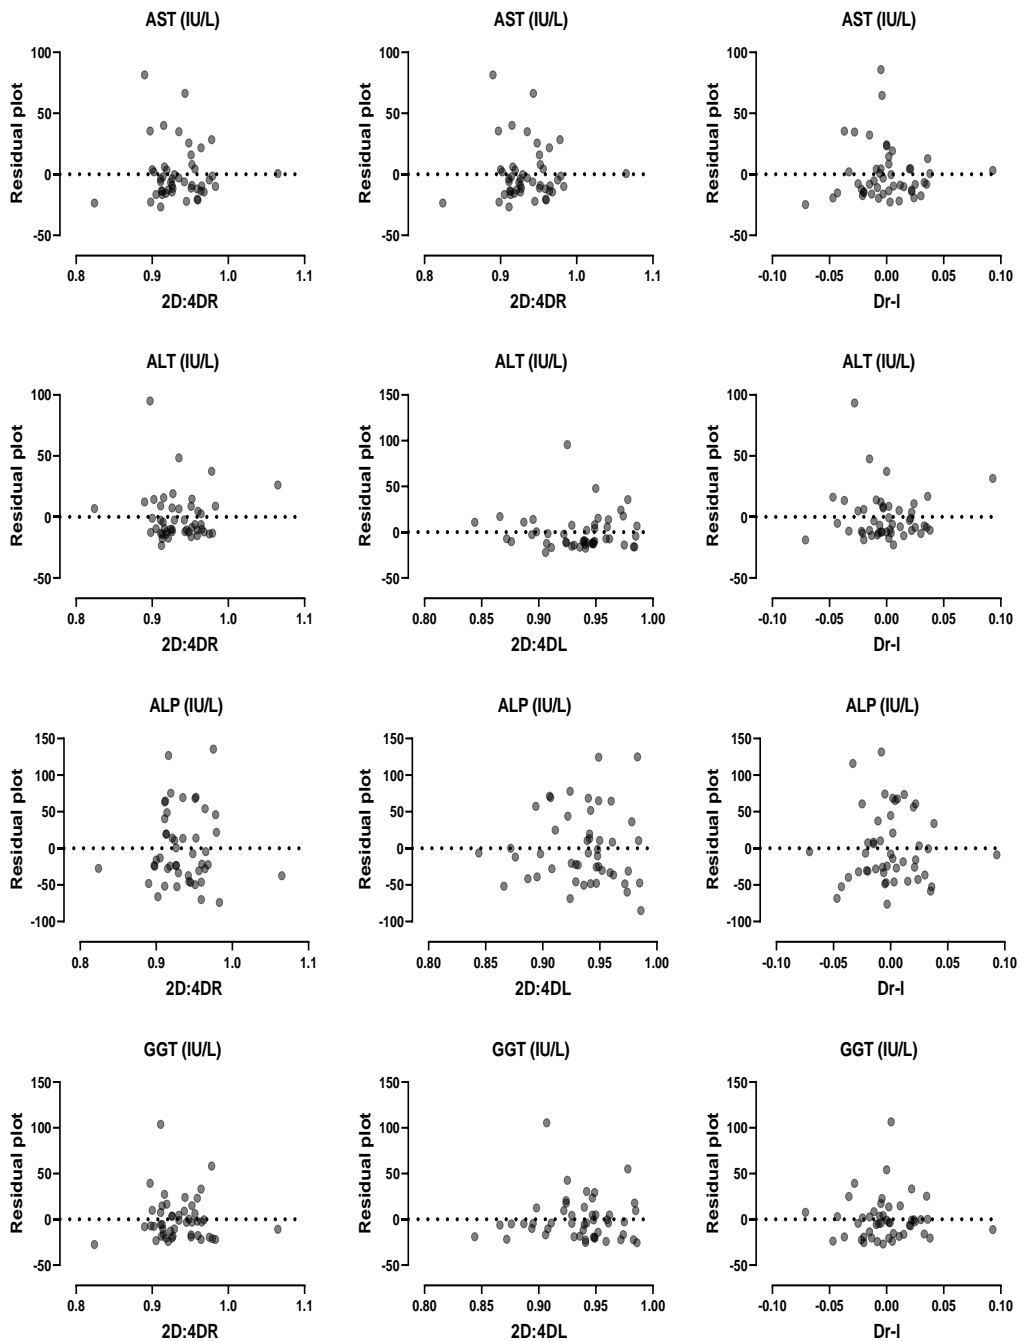 AST (IU/L) AST (IU/L) AST (IU/L)
Residual plot Residual plot Residual plot
100 100 100
50 50 50
0 0 0
-50 -50 -50
0.8 0.9 1.0 1.1 0.8 0.9 1.0 1.1 -0.10 -0.05 0.00 0.05 0.10
2D:4DR 2D:4DR Dr-l
ALT (IU/L) ALT (IU/L) ALT (IU/L)
Residual plot Residual plot Residual plot
100 150 100
50 100 50
0 50 0
-50 0 -50
-50
0.8 0.9 1.0 1.1 0.80 0.85 0.90 0.95 1.00 -0.10 -0.05 0.00 0.05 0.10
2D:4DR 2D:4DL Dr-l
ALP (IU/L) ALP (IU/L) ALP (IU/L)
Residual plot Residual plot Residual plot
150 150 150
100 100 100
50 50 50
0 0 0
-50 -50 -50
-100 -100 -100
0.8 0.9 1.0 1.1 0.80 0.85 0.90 0.95 1.00 -0.10 -0.05 0.00 0.05 0.10
2D:4DR 2D:4DL Dr-l
GGT (IU/L) GGT (IU/L) GGT (IU/L)
Residual plot Residual plot Residual plot
150 150 150
100 100 100
50 50 50
0 0 0
-50 -50 -50
0.8 0.9 1.0 1.1 0.80 0.85 0.90 0.95 1.00 -0.10 -0.05 0.00 0.05 0.10
2D:4DR 2D:4DL Dr-l